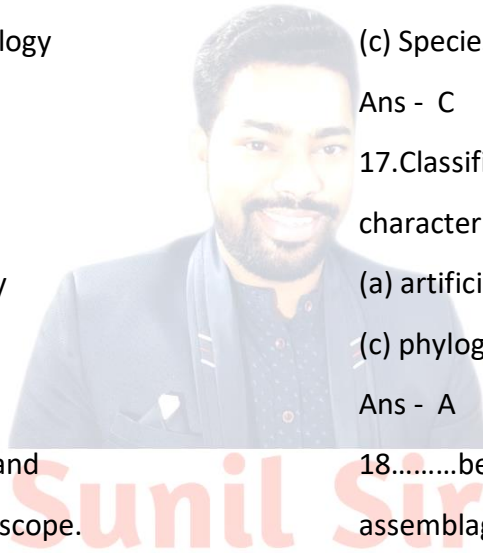 logy
y
and
scope.
(c) Specie
Ans - C
17.Classifi
character
(a) artifici
(c) phylog
Ans - A
18.........be
assemblag
Sunil Sir